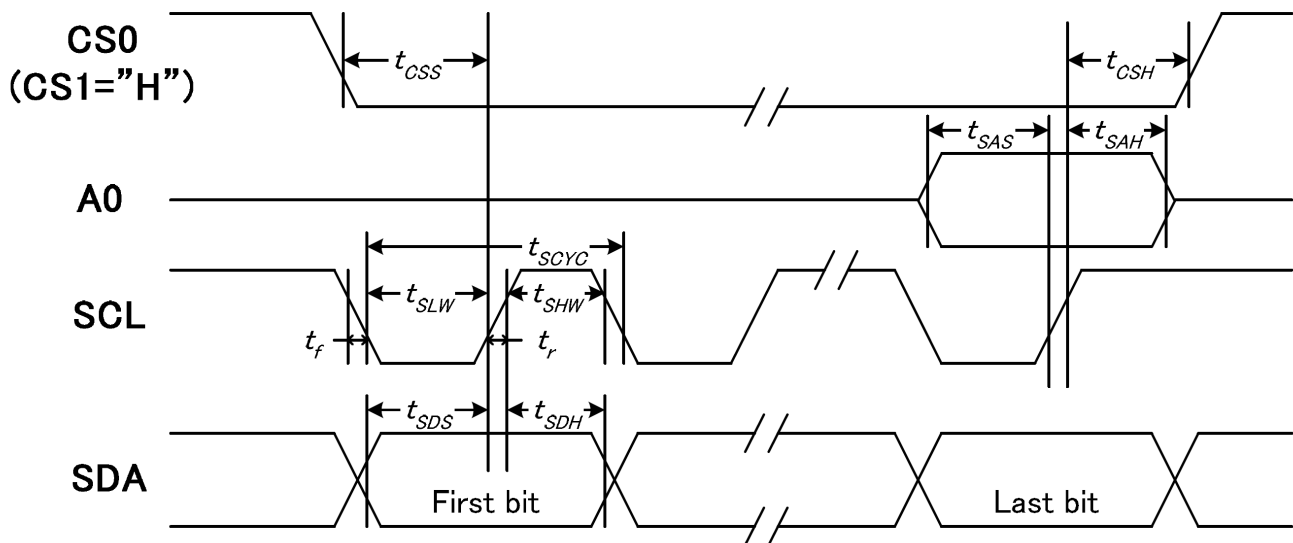 CS0
(CS1="H")
tCSS
tCSH
tSAS
tSAH
A0
tSCYC
SCL
tSLW
tSHW
tf
tr
tSDS
tSDH
SDA
First bit
Last bit